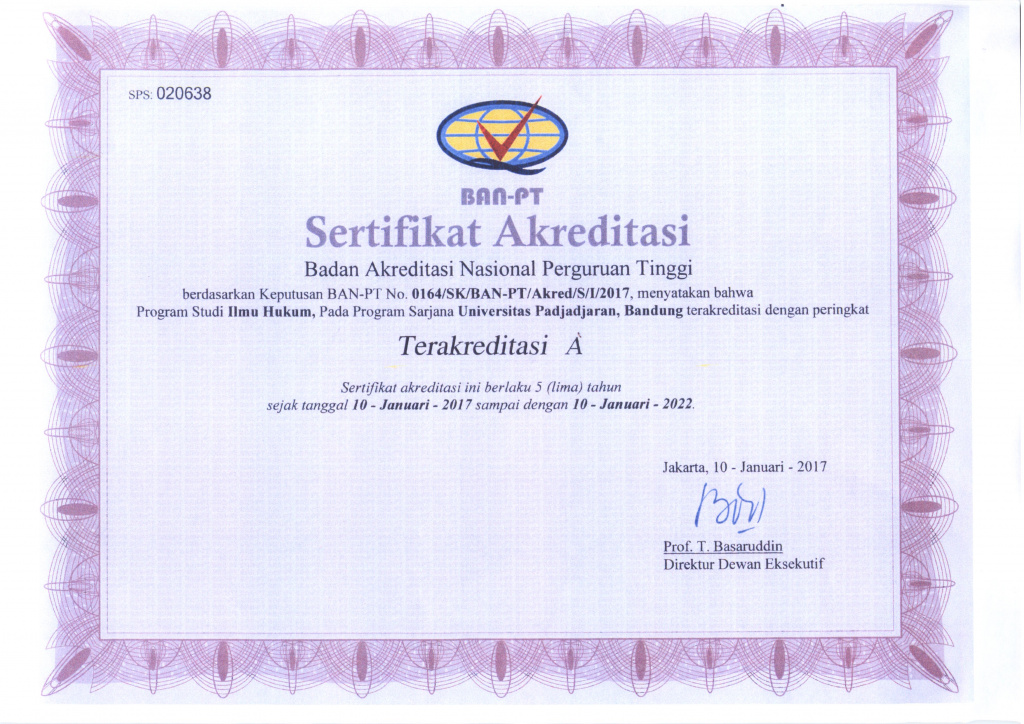 SPS: 020638
BAN-PT
Sertifikat Akreditasi
Badan Akreditasi Nasional Perguruan Tinggi
berdasarkan Keputusan BAN-PT No. 0164/SK/BAN-PT/Akred/S/I/2017, menyatakan bahwa
Program Studi Ilmu Hukum, Pada Program Sarjana Universitas Padjadjaran, Bandung terakreditasi dengan peringkat
Terakreditasi A
Sertifikat akreditasi ini berlaku 5 (lima) tahun
sejak tanggal 10 - Januari - 2017 sampai dengan 10 - Januari - 2022.
Jakarta, 10 - Januari - 2017
Prof. T. Basaruddin
Direktur Dewan Eksekutif